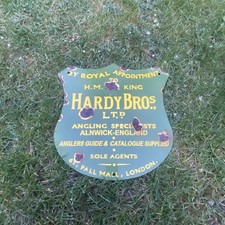 BY ROYAL APPOINTMENT
TO
H.M. KING
HARDY BROS.
LTD
ANGLING SPECIALISTS
ALNWICK-ENGLAND
ANGLERS GUIDE & CATALOGUE SUPPLIED
SOLE AGENTS
PALL MALL, LONDON.